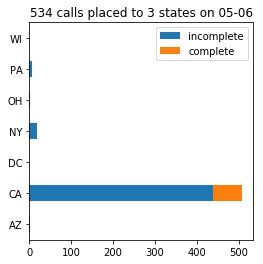 534 calls placed to 3 states on 05-06
incomplete
complete
WI
PA
OH
NY
DC
CA
AZ
0 100 200 300 400 500